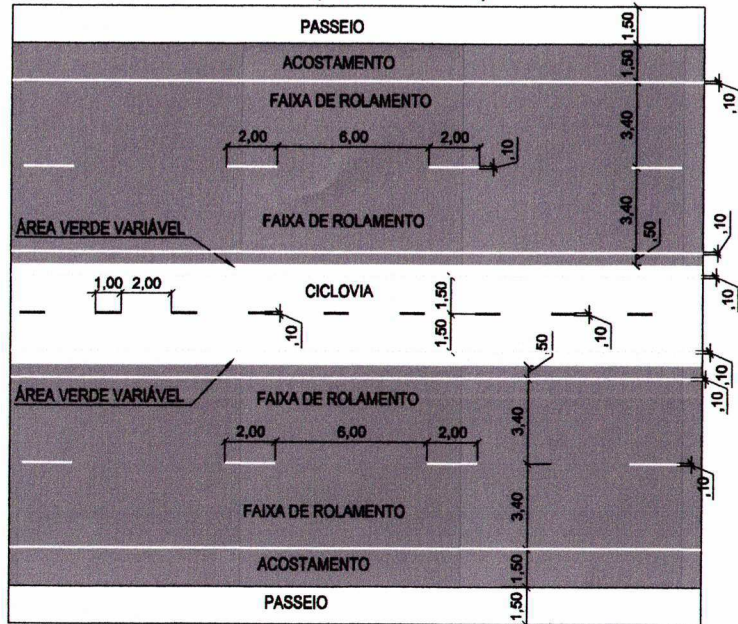 PASSEIO
1,50
ACOSTAMENTO
1,50
FAIXA DE ROLAMENTO
,10
3,40
2,00 6,00 2,00
,10
FAIXA DE ROLAMENTO
3,40
ÁREA VERDE VARIÁVEL
,50
,10
CICLOVIA
1,00 2,00
1,50
,10
1,50
,10
,10
,50
,10
ÁREA VERDE VARIÁVEL
FAIXA DE ROLAMENTO
,10
3,40
2,00 6,00 2,00
,10
FAIXA DE ROLAMENTO
3,40
ACOSTAMENTO
1,50
PASSEIO
1,50